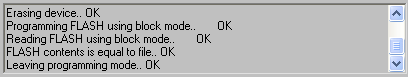 Erasing device.. OK
Programming FLASH using block mode.. OK
Reading FLASH using block mode.. OK
FLASH contents is equal to file.. OK
Leaving programming mode.. OK